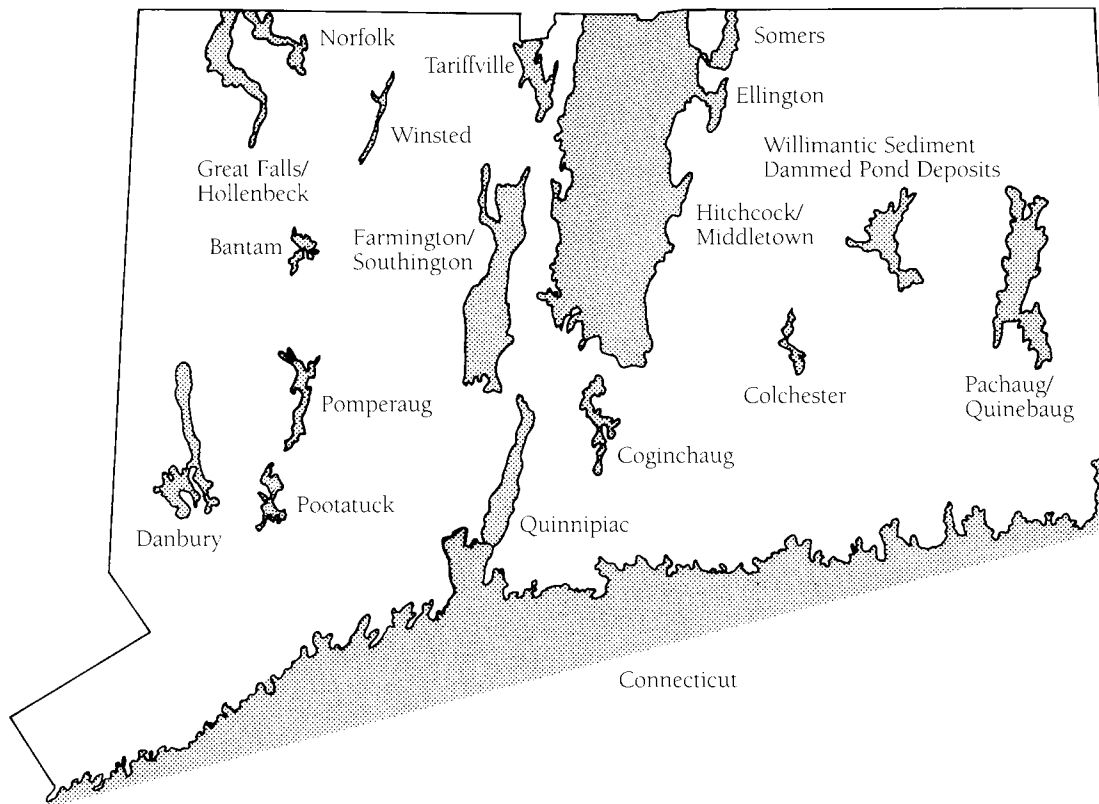 Norfolk
Somers
Tariffville
Ellington
Winsted
Willimantic Sediment
Dammed Pond Deposits
Great Falls/
Hollenbeck
Hitchcock/
Middletown
Bantam
Farmington/
Southington
Pomperaug
Colchester
Pachaug/
Quinebaug
Coginchaug
Pootatuck
Quinnipiac
Danbury
Connecticut